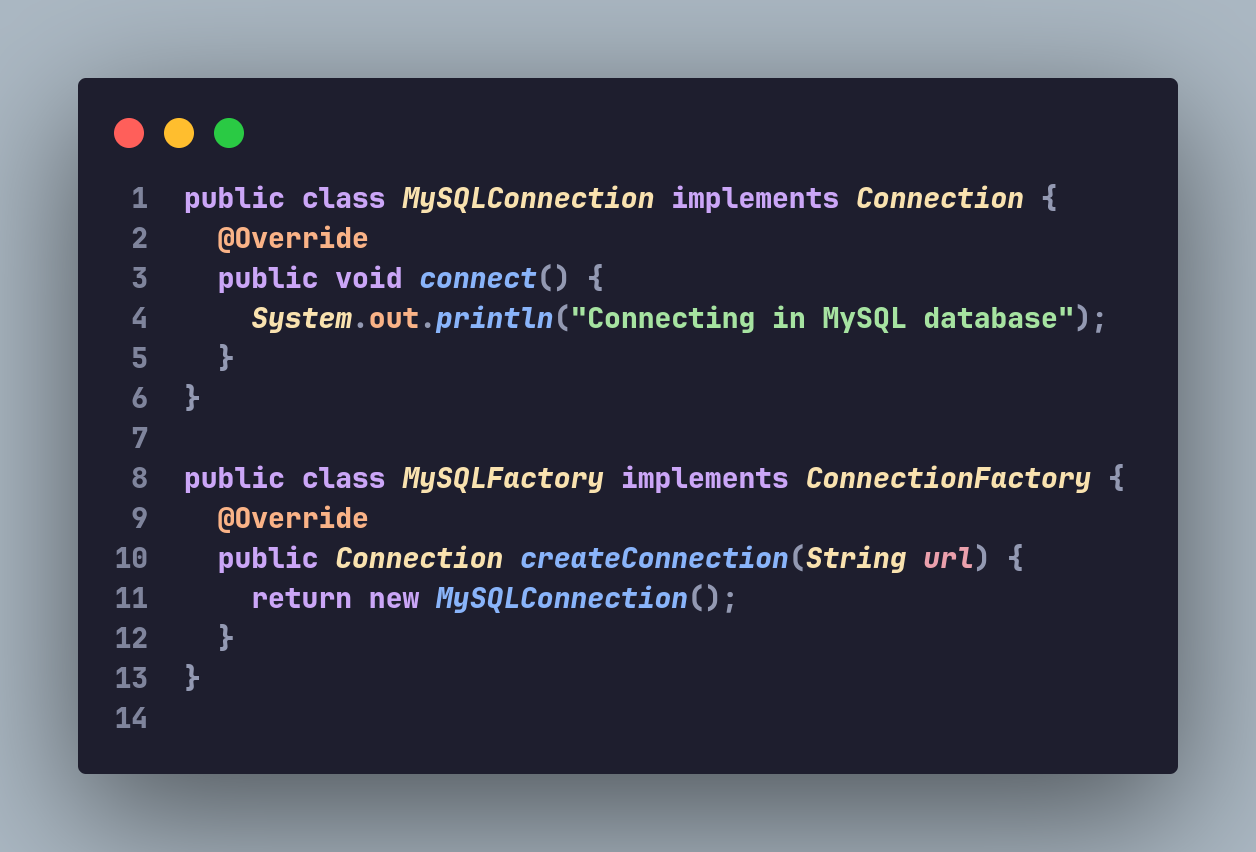 1 public class MySQLConnection implements Connection {
2   @Override
3   public void connect() {
4     System.out.println("Connecting in MySQL database");
5   }
6 }
7
8 public class MySQLFactory implements ConnectionFactory {
9   @Override
10   public Connection createConnection(String url) {
11     return new MySQLConnection();
12   }
13 }
14